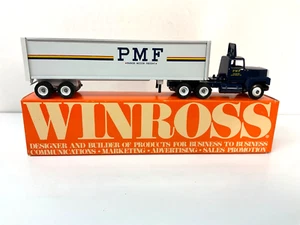 PMF
WINROSS
DESIGNER AND BUILDER OF PRODUCTS FOR BUSINESS TO BUSINESS
COMMUNICATIONS • MARKETING • ADVERTISING • SALES PROMOTION